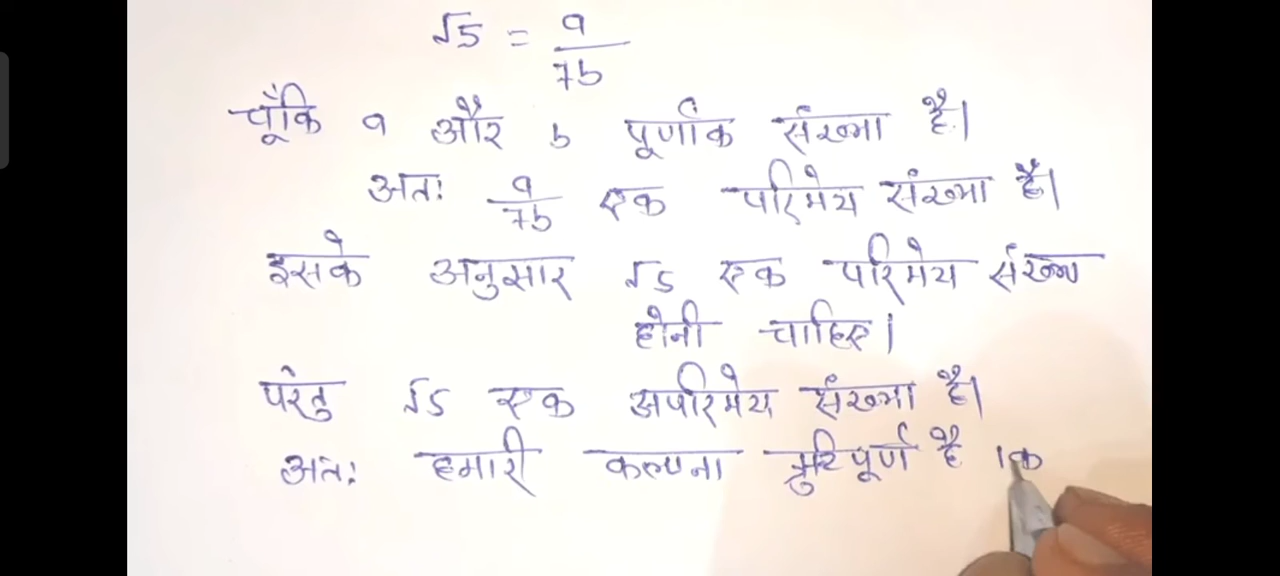 √5 = a/7b
चूँकि a और b पूर्णांक संख्या है।
अतः a/7b एक परिमेय संख्या है।
इसके अनुसार √5 एक परिमेय संख्या
होनी चाहिए।
परंतु √5 एक अपरिमेय संख्या है।
अतः हमारी कल्पना त्रुटिपूर्ण है कि